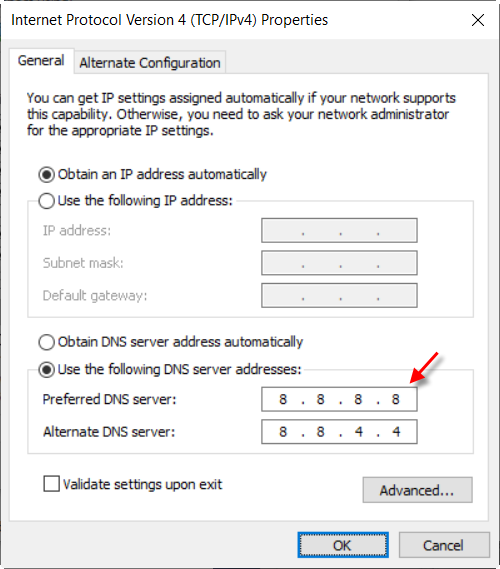 Internet Protocol Version 4 (TCP/IPv4) Properties
General
Alternate Configuration
You can get IP settings assigned automatically if your network supports
this capability. Otherwise, you need to ask your network administrator
for the appropriate IP settings.
Obtain an IP address automatically
Use the following IP address:
IP address: . . .
Subnet mask: . . .
Default gateway: . . .
Obtain DNS server address automatically
Use the following DNS server addresses:
Preferred DNS server: 8 . 8 . 8 . 8
Alternate DNS server: 8 . 8 . 4 . 4
Validate settings upon exit
Advanced...
OK
Cancel